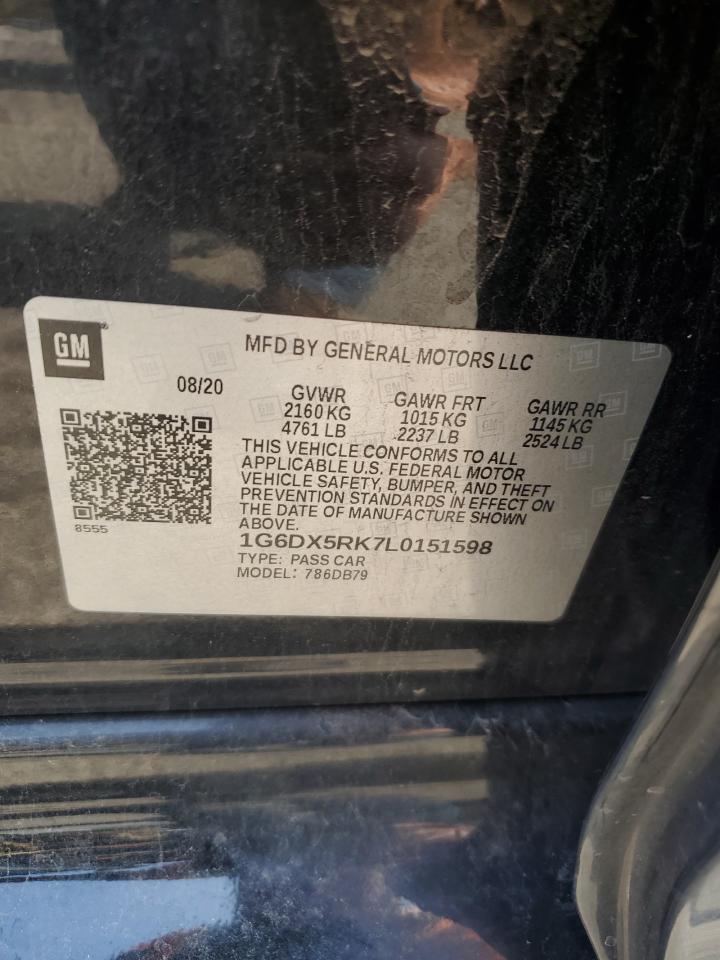 GM
MFD BY GENERAL MOTORS LLC
08/20
GVWR
2160 KG
4761 LB
GAWR FRT
1015 KG
2237 LB
GAWR RR
1145 KG
2524 LB
THIS VEHICLE CONFORMS TO ALL
APPLICABLE U.S. FEDERAL MOTOR
VEHICLE SAFETY, BUMPER, AND THEFT
PREVENTION STANDARDS IN EFFECT ON
THE DATE OF MANUFACTURE SHOWN
ABOVE.
8555
1G6DX5RK7L0151598
TYPE: PASS CAR
MODEL: 786DB79